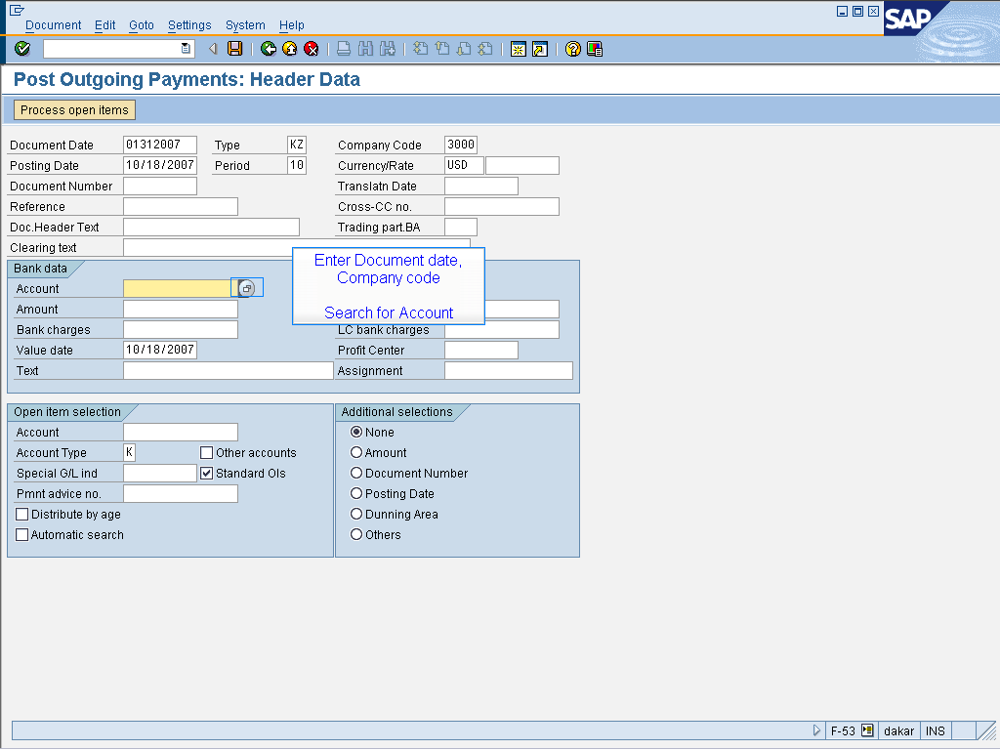 Document Edit Goto Settings System Help
SAP
Post Outgoing Payments: Header Data
Process open items
Document Date 01312007 Type KZ Company Code 3000
Posting Date 10/18/2007 Period 10 Currency/Rate USD
Document Number Translatn Date
Reference Cross-CC no.
Doc.Header Text Trading part.BA
Clearing text
Enter Document date,
Company code
Search for Account
Bank data
Account
Amount
Bank charges LC bank charges
Value date 10/18/2007 Profit Center
Text Assignment
Open item selection Additional selections
Account None
Account Type K Other accounts Amount
Special G/L ind Standard OIs Document Number
Pmnt advice no. Posting Date
Distribute by age Dunning Area
Automatic search Others
F-53 dakar INS